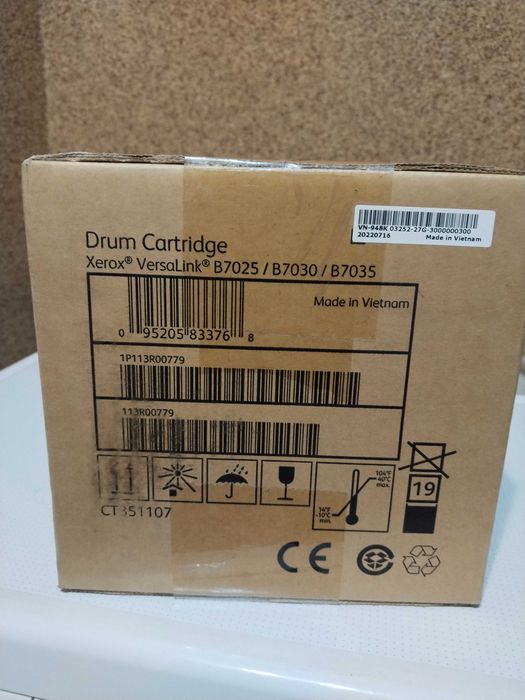 VN-948K 03252-27G-3000000300
20220716 Made in Vietnam
Drum Cartridge
Xerox® VersaLink® B7025 / B7030 / B7035
Made in Vietnam
0 95205 83376 8
1P113R00779
113R00779
104°F
40°C
max.
14°F
-10°C
min.
19
CT351107
CE